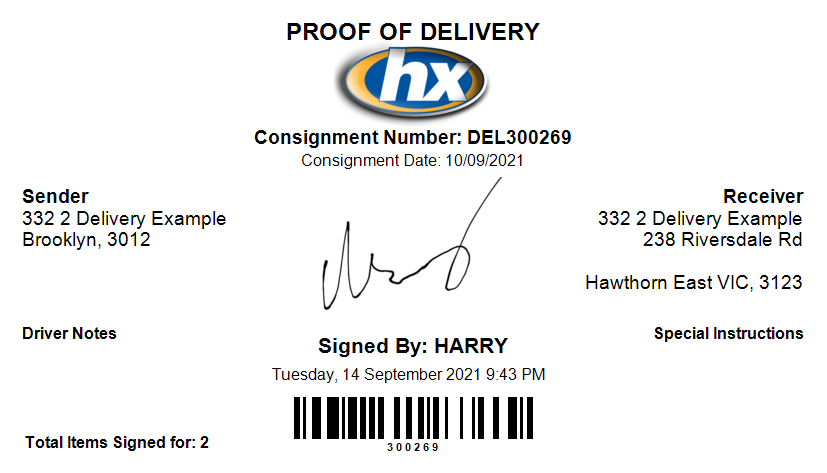 PROOF OF DELIVERY
hx
Consignment Number: DEL300269
Consignment Date: 10/09/2021
Sender
332 2 Delivery Example
Brooklyn, 3012
Receiver
332 2 Delivery Example
238 Riversdale Rd
Hawthorn East VIC, 3123
Driver Notes
Special Instructions
Signed By: HARRY
Tuesday, 14 September 2021 9:43 PM
300269
Total Items Signed for: 2